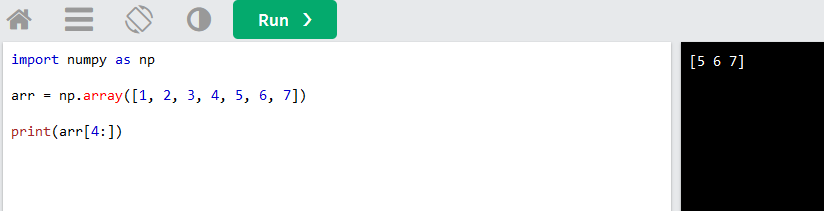 Run ❯
import numpy as np
arr = np.array([1, 2, 3, 4, 5, 6, 7])
print(arr[4:])
[5 6 7]